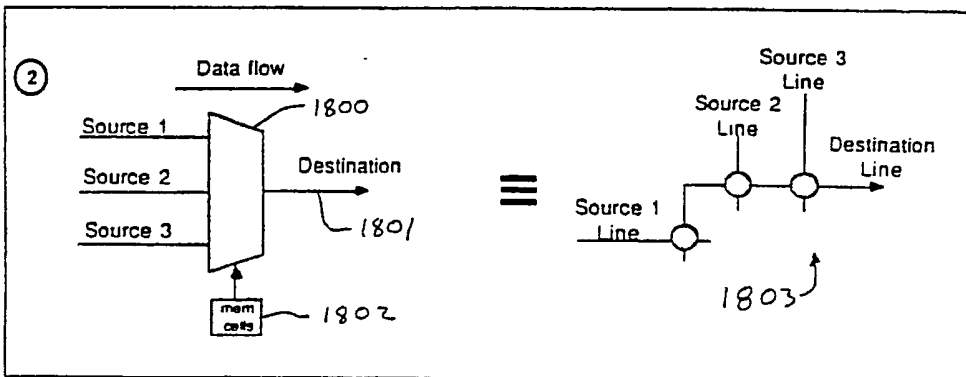 2
Data flow
1800
Source 1
Source 2
Source 3
Destination
1801
mem
cells
1802
Source 3
Line
Source 2
Line
Destination
Line
Source 1
Line
1803